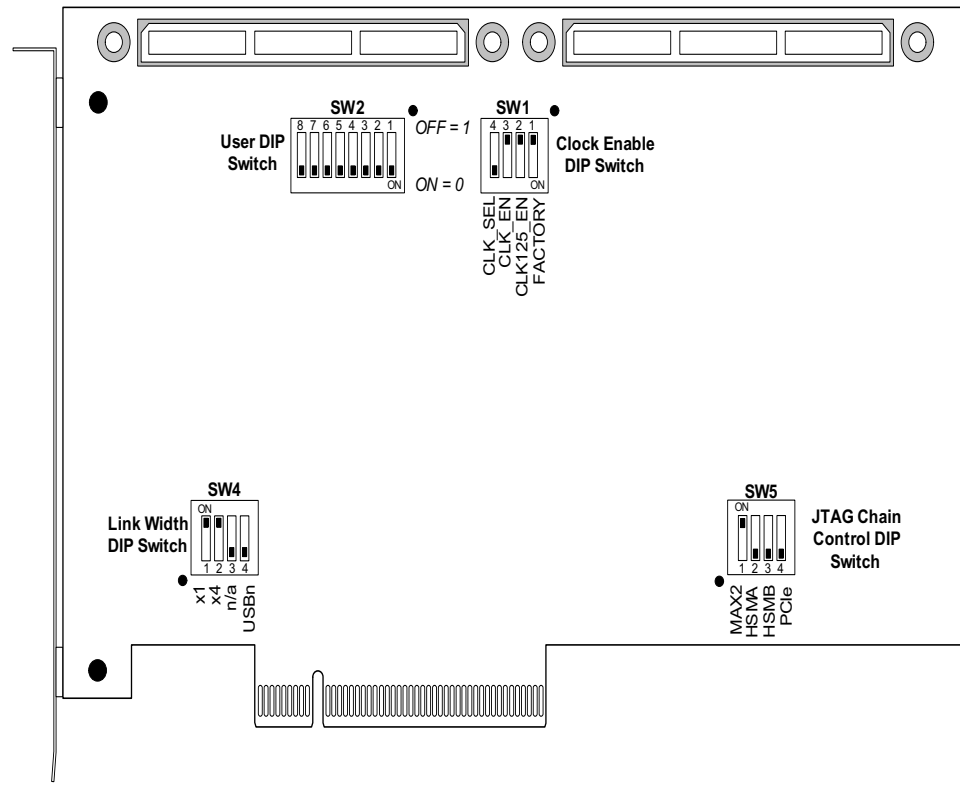 SW2
SW1
8 7 6 5 4 3 2 1
OFF = 1
4 3 2 1
User DIP
Switch
Clock Enable
DIP Switch
ON
ON = 0
ON
CLK_SEL
CLK_EN
CLK125_EN
FACTORY
SW4
SW5
ON
ON
Link Width
DIP Switch
JTAG Chain
Control DIP
Switch
1 2 3 4
1 2 3 4
x1
x4
n/a
USBn
MAX2
HSMA
HSMB
PCIe